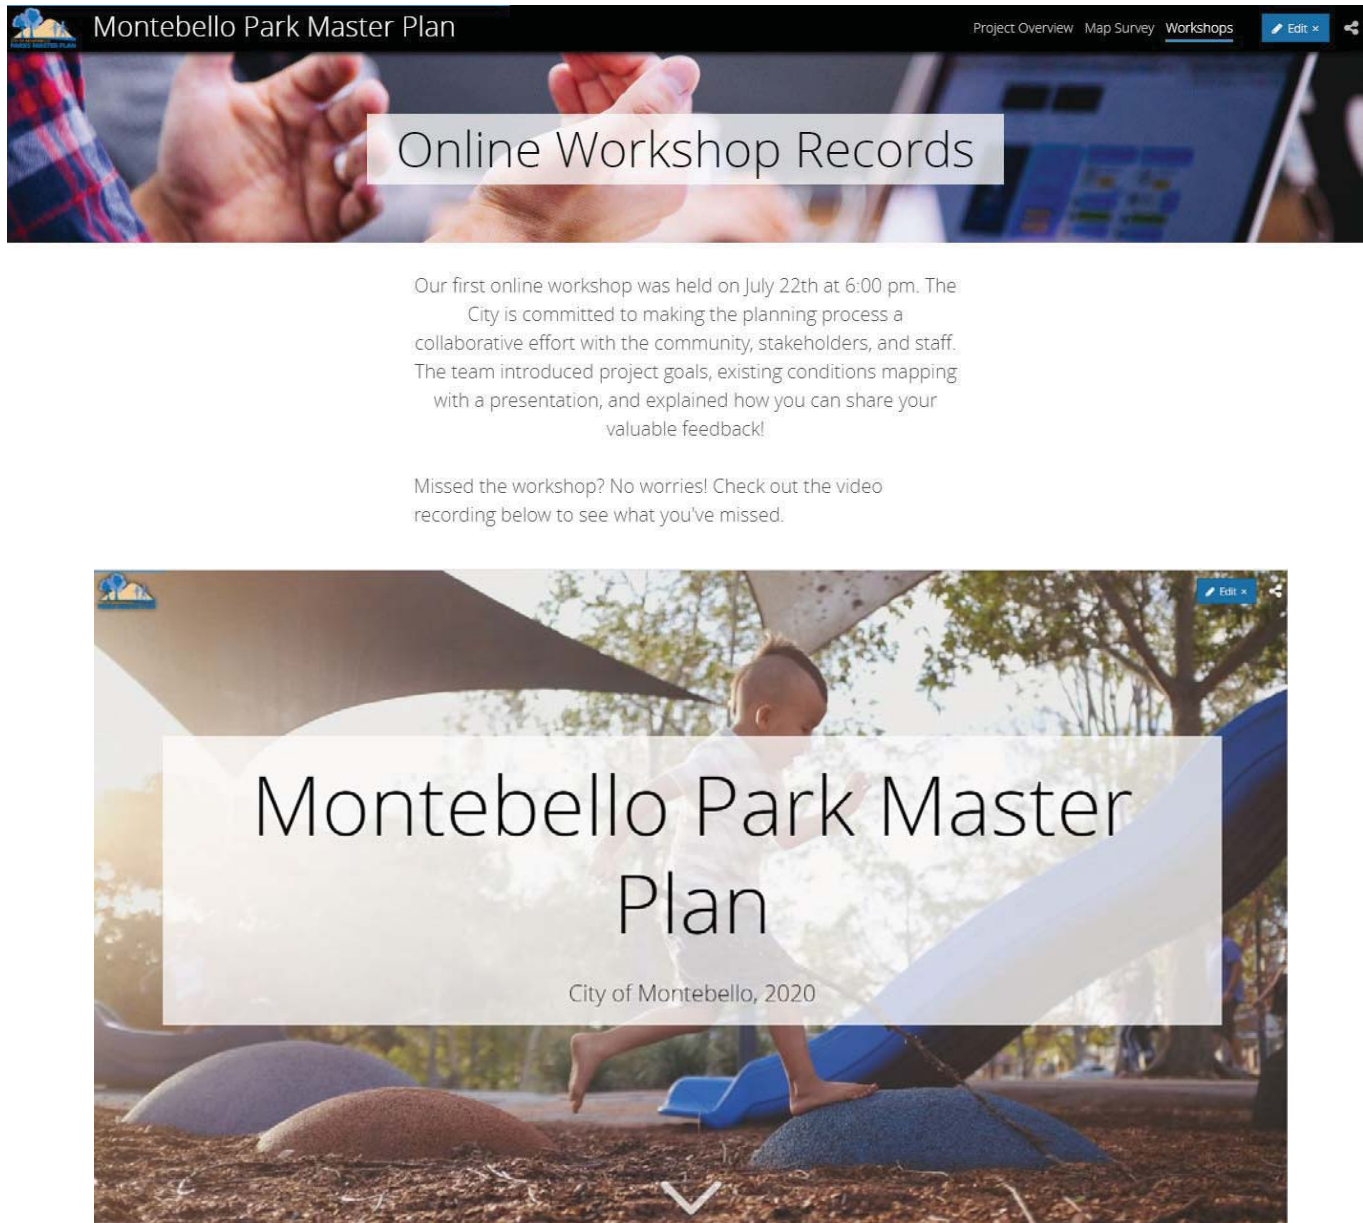 Montebello Park Master Plan
Project Overview Map Survey Workshops Edit ×
PARKS MASTER PLAN
Online Workshop Records
Our first online workshop was held on July 22th at 6:00 pm. The
City is committed to making the planning process a
collaborative effort with the community, stakeholders, and staff.
The team introduced project goals, existing conditions mapping
with a presentation, and explained how you can share your
valuable feedback!
Missed the workshop? No worries! Check out the video
recording below to see what you've missed.
Edit ×
Montebello Park Master
Plan
City of Montebello, 2020